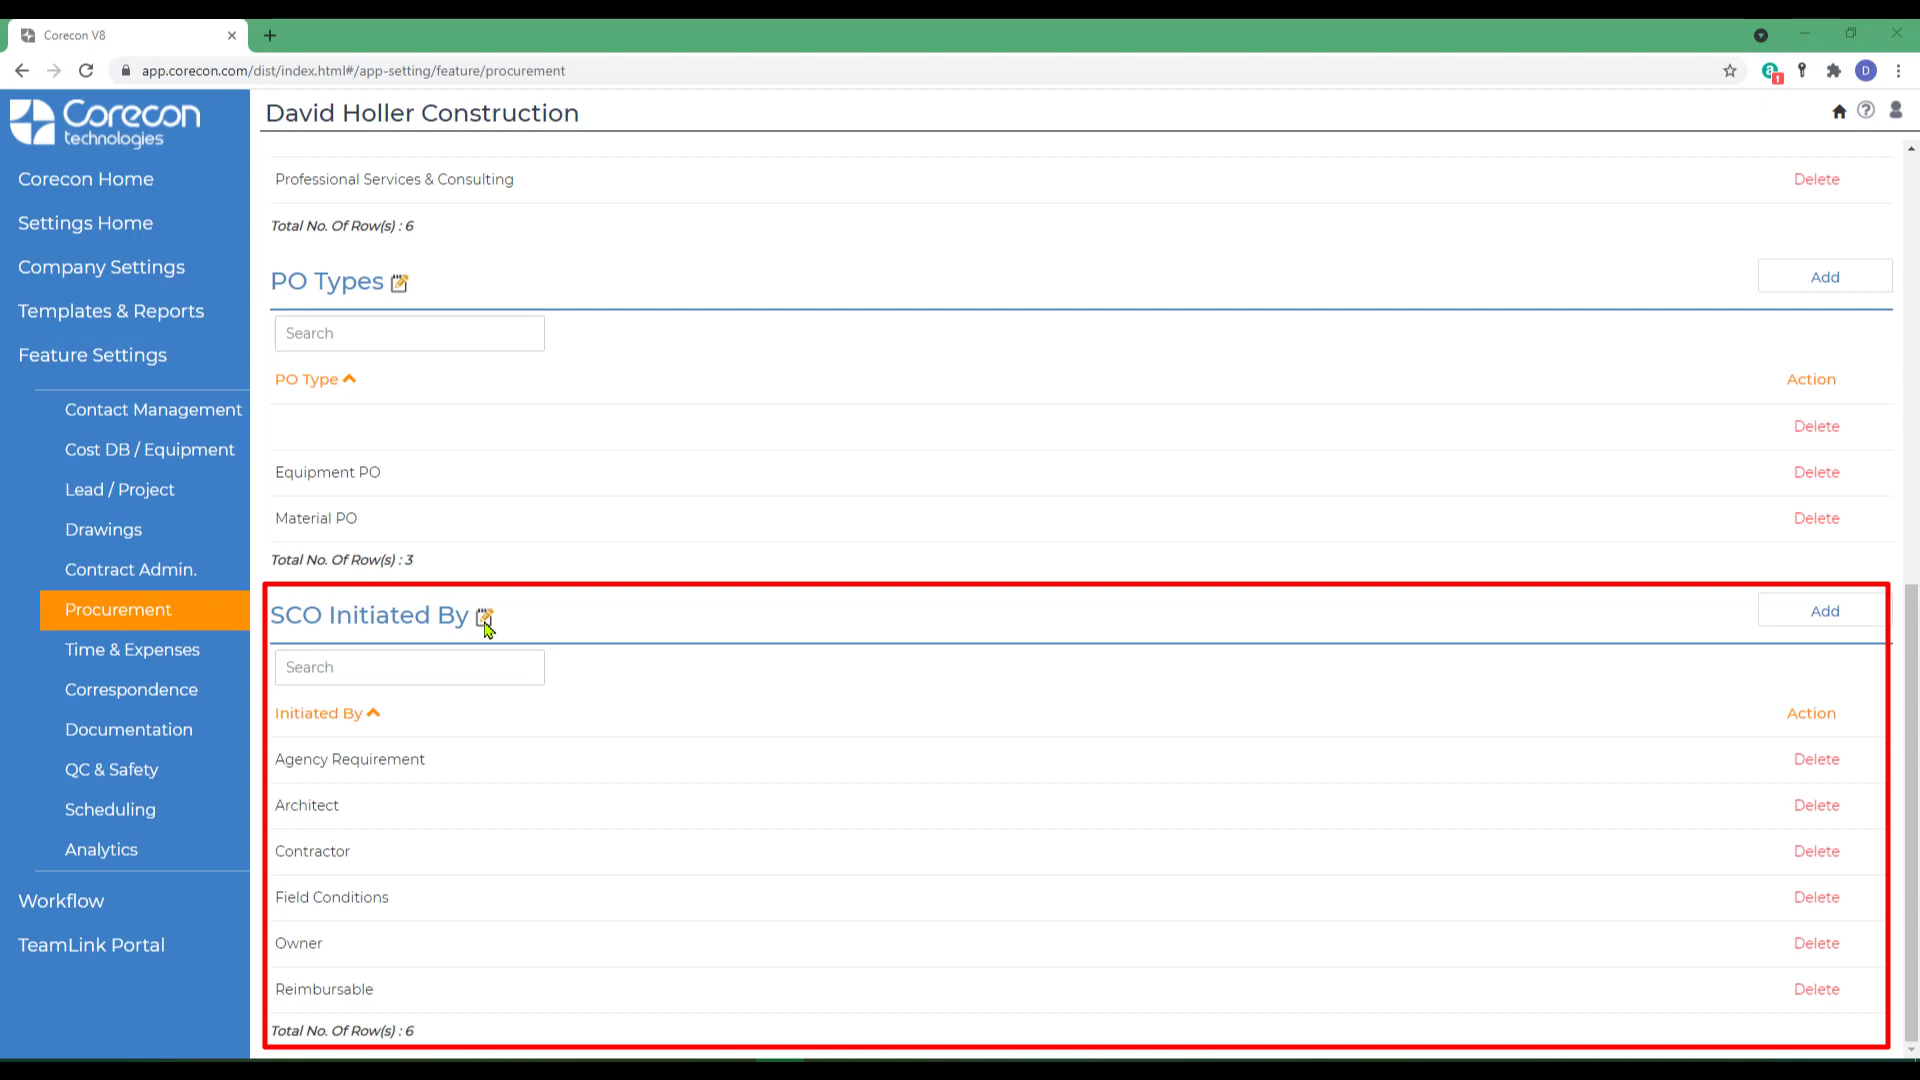 Corecon V8
app.corecon.com/dist/index.html#/app-setting/feature/procurement
1
D
Corecon
technologies
David Holler Construction
Corecon Home
Settings Home
Company Settings
Templates & Reports
Feature Settings
Contact Management
Cost DB / Equipment
Lead / Project
Drawings
Contract Admin.
Procurement
Time & Expenses
Correspondence
Documentation
QC & Safety
Scheduling
Analytics
Workflow
TeamLink Portal
Professional Services & Consulting Delete
Total No. Of Row(s) : 6
PO Types Add
Search
PO Type Action
Delete
Equipment PO Delete
Material PO Delete
Total No. Of Row(s) : 3
SCO Initiated By Add
Search
Initiated By Action
Agency Requirement Delete
Architect Delete
Contractor Delete
Field Conditions Delete
Owner Delete
Reimbursable Delete
Total No. Of Row(s) : 6